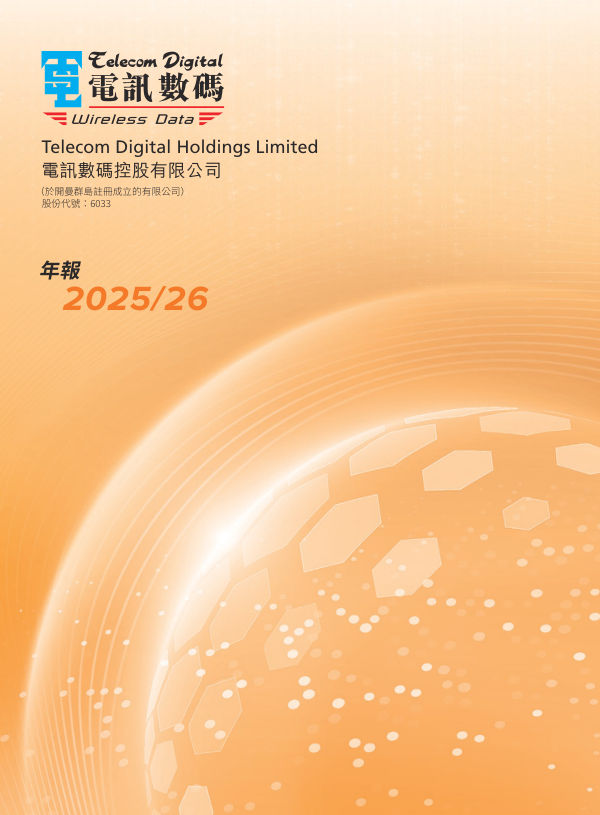 Telecom Digital
電訊數碼
Wireless Data
Telecom Digital Holdings Limited
電訊數碼控股有限公司
(於開曼群島註冊成立的有限公司)
股份代號：6033
年報
2025/26